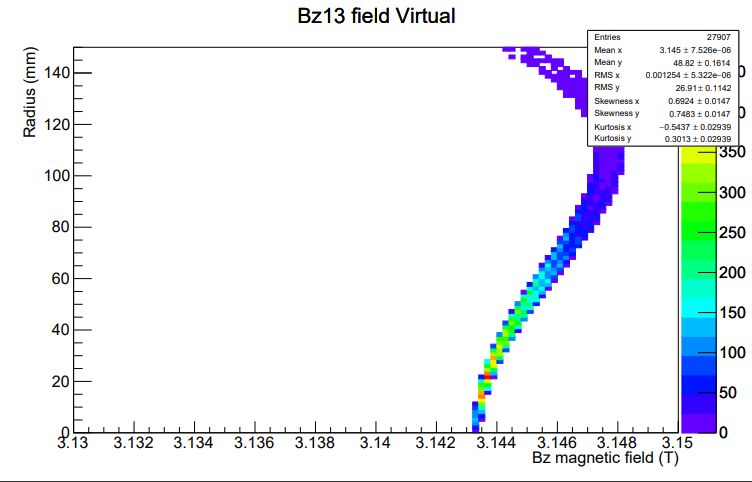 Bz13 field Virtual
Entries 27907
Mean x 3.145 ± 7.526e−06
Mean y 48.82 ± 0.1614
RMS x 0.001254 ± 5.322e−06
RMS y 26.91± 0.1142
Skewness x 0.6924 ± 0.0147
Skewness y 0.7483 ± 0.0147
Kurtosis x −0.5437 ± 0.02939
Kurtosis y 0.3013 ± 0.02939
Radius (mm)
140
120
100
80
60
40
20
0
3.13 3.132 3.134 3.136 3.138 3.14 3.142 3.144 3.146 3.148 3.15
Bz magnetic field (T)
350
300
250
200
150
100
50
0